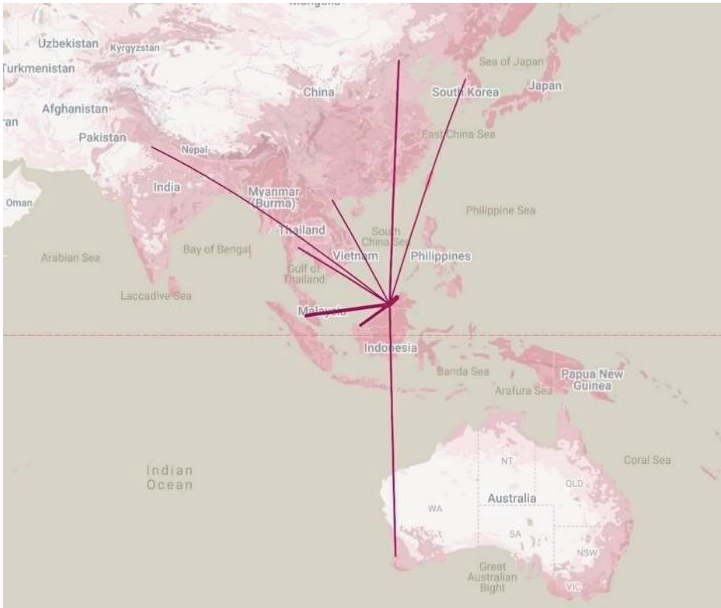 Mongolia
Uzbekistan
Kyrgyzstan
Sea of Japan
Turkmenistan
China
South Korea
Japan
Afghanistan
Pakistan
East China Sea
Nepal
India
Myanmar
(Burma)
Oman
Philippine Sea
Thailand
South
China Sea
Bay of Bengal
Vietnam
Philippines
Arabian Sea
Gulf of
Thailand
Laccadive Sea
Malaysia
Indonesia
Banda Sea
Papua New
Guinea
Arafura Sea
Indian
Ocean
NT
Coral Sea
QLD
Australia
WA
SA
NSW
Great
Australian
Bight
VIC